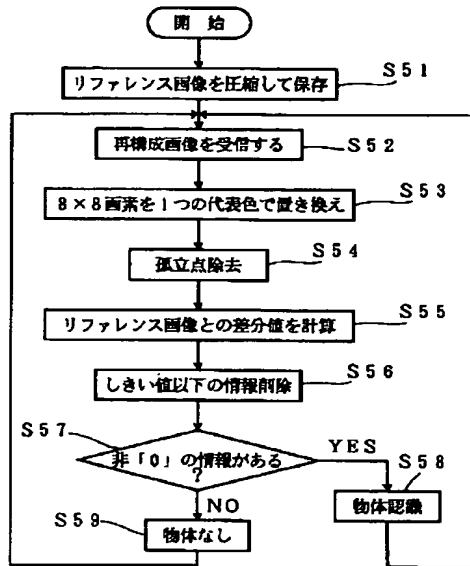 開 始
リファレンス画像を圧縮して保存
S51
再構成画像を受信する
S52
8×8画素を1つの代表色で置き換え
S53
孤立点除去
S54
リファレンス画像との差分値を計算
S55
しきい値以下の情報削除
S56
S57
非「0」の情報がある
?
YES
S58
NO
物体認識
S59
物体なし